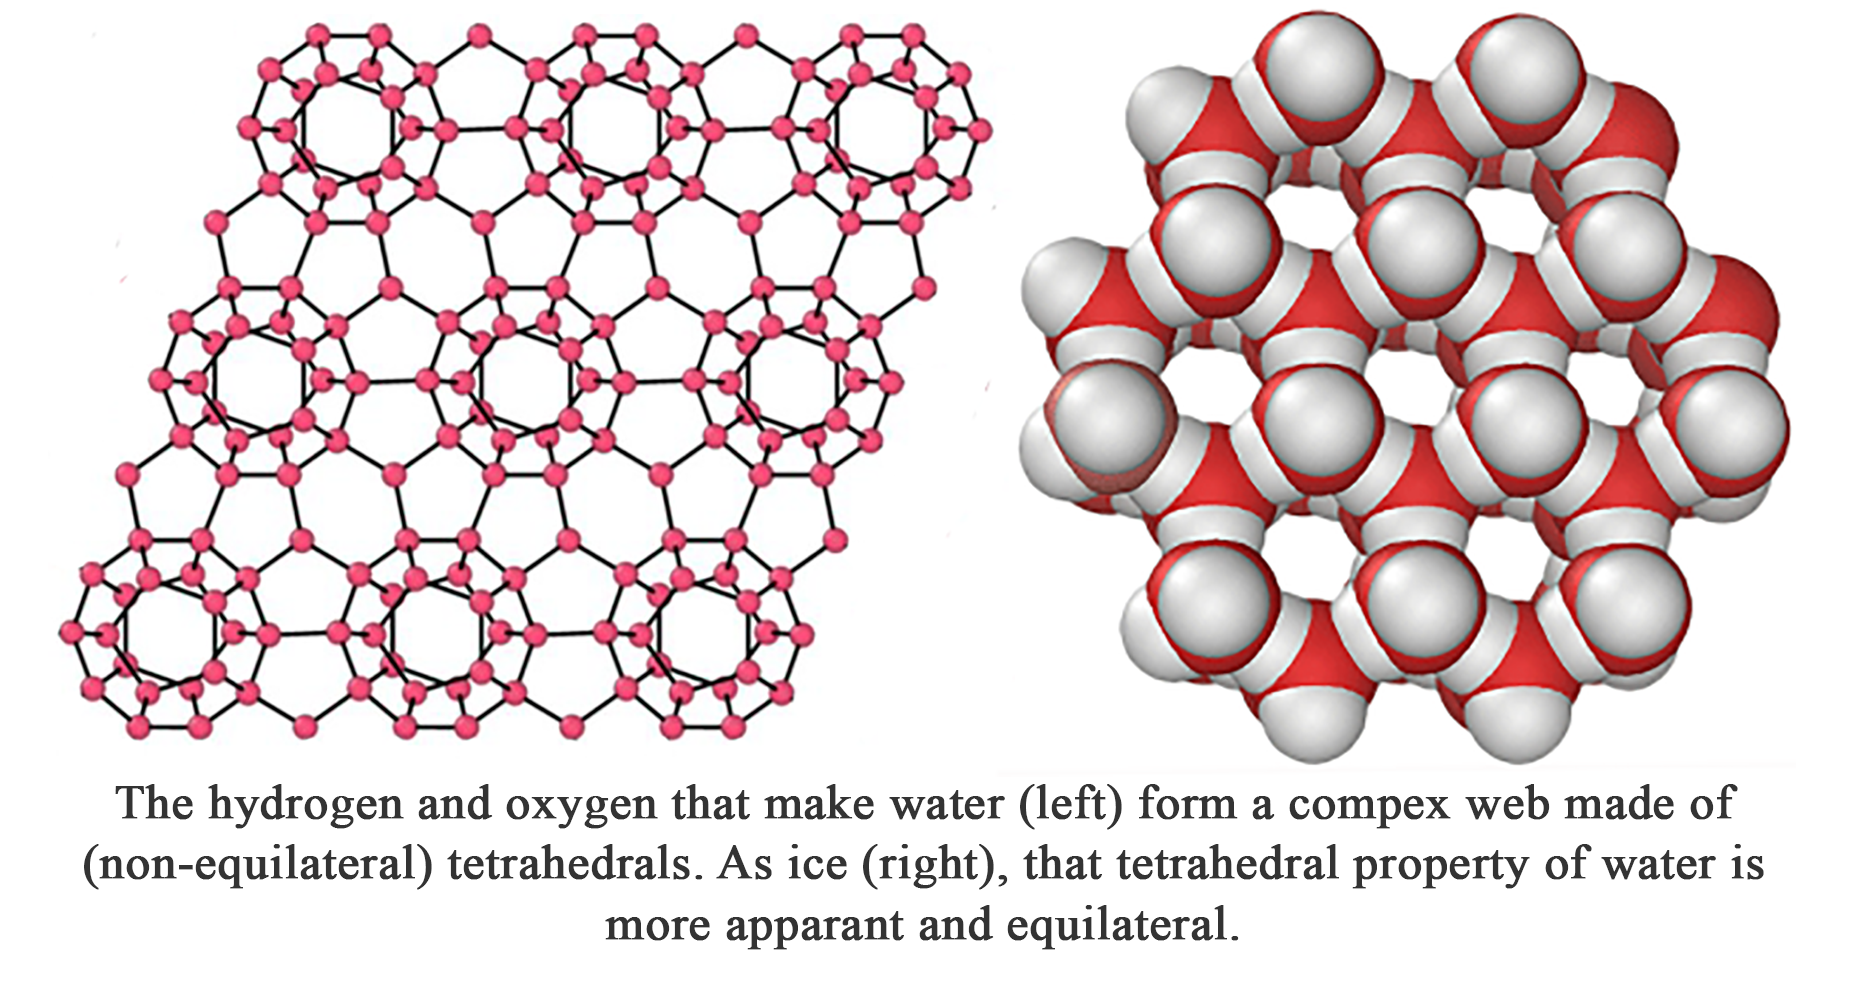 The hydrogen and oxygen that make water (left) form a compex web made of
(non-equilateral) tetrahedrals. As ice (right), that tetrahedral property of water is
more apparant and equilateral.